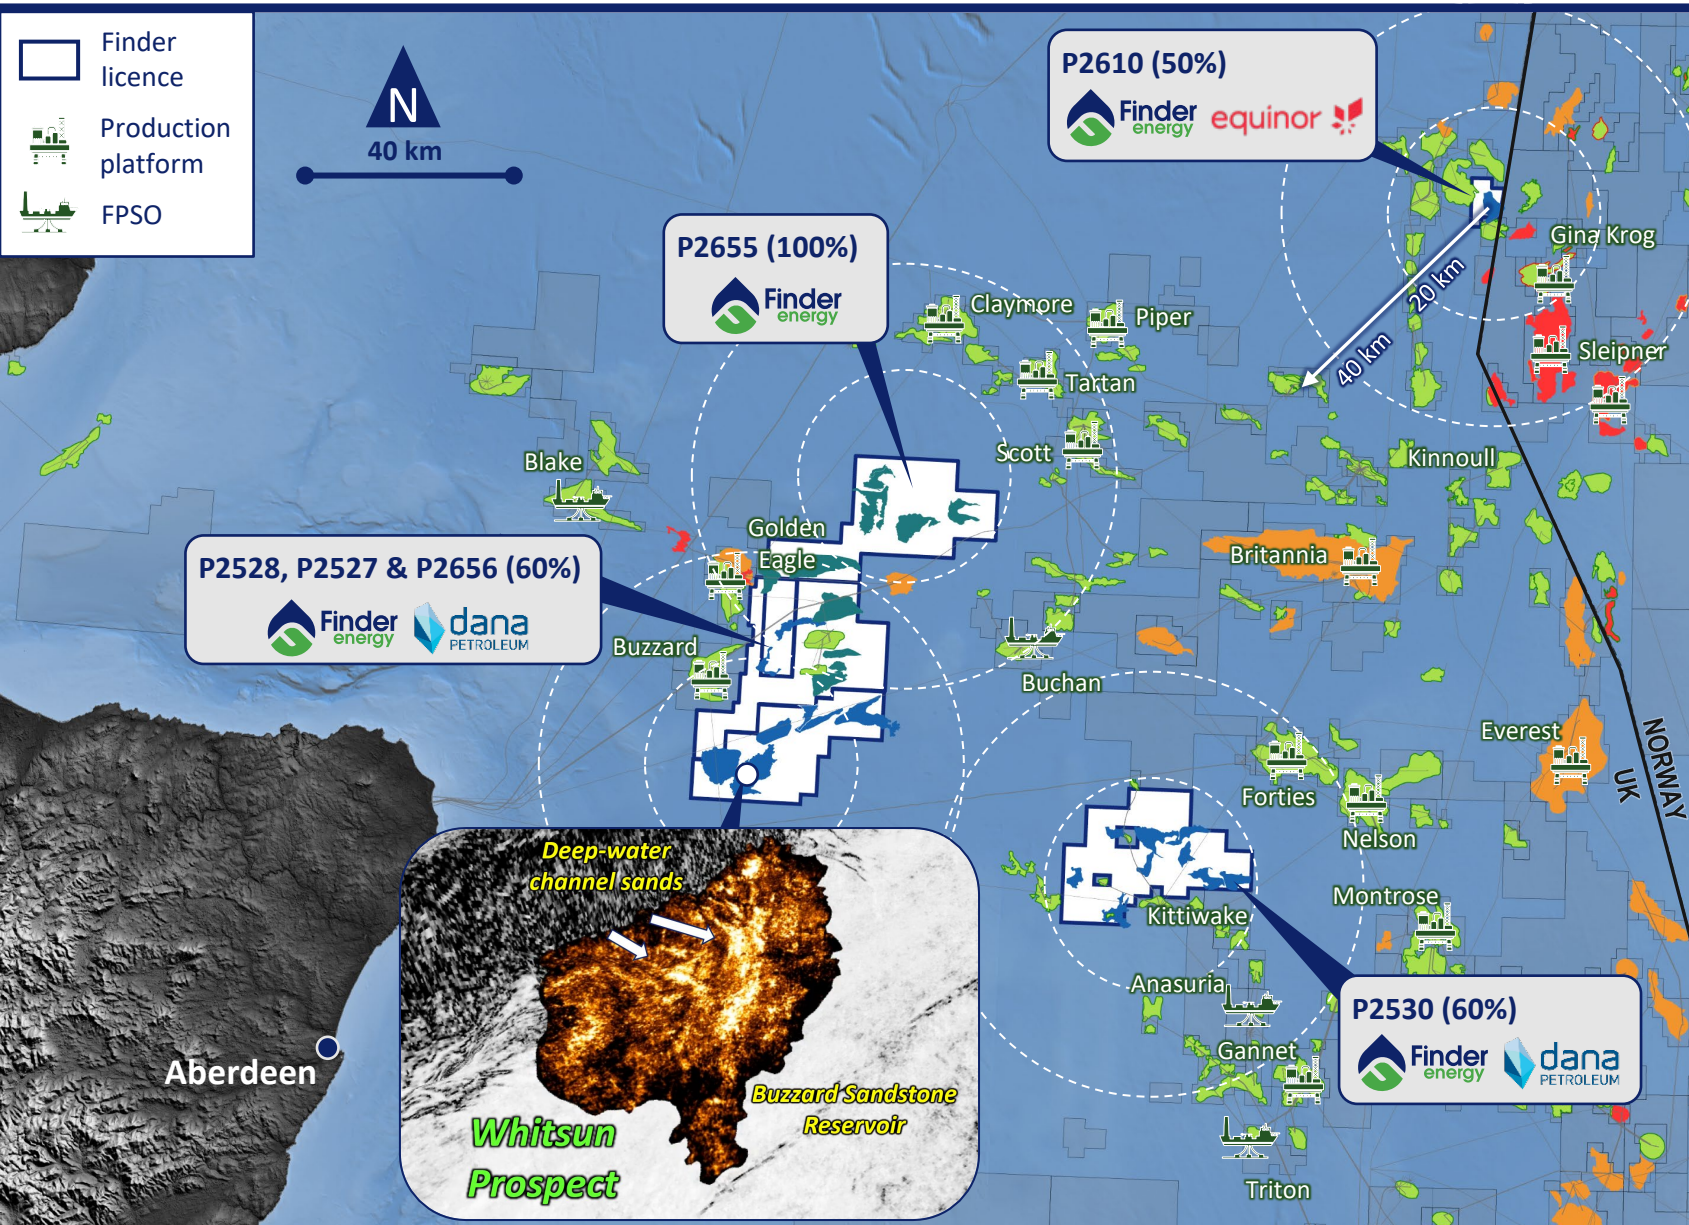 Finder
licence
Production
platform
FPSO
N
40 km
P2610 (50%)
Finder
energy
equinor
P2655 (100%)
Finder
energy
Gina Krog
20 km
40 km
Claymore
Piper
Sleipner
Tartan
Scott
Kinnoull
Blake
Golden
Eagle
Britannia
P2528, P2527 & P2656 (60%)
Finder
energy
dana
PETROLEUM
Buzzard
Buchan
NORWAY
UK
Everest
Forties
Nelson
Deep-water
channel sands
Montrose
Kittiwake
Anasuria
P2530 (60%)
Finder
energy
dana
PETROLEUM
Gannet
Aberdeen
Buzzard Sandstone
Reservoir
Whitsun
Prospect
Triton